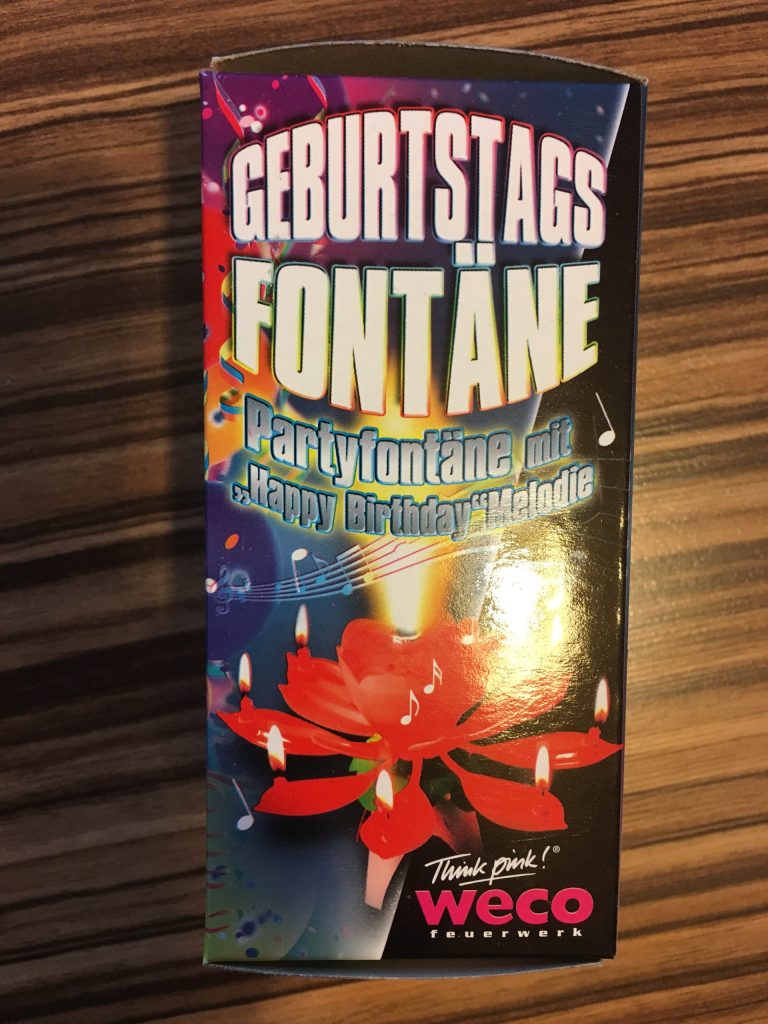 GEBURTSTAGS
FONTÄNE
Partyfontäne mit
„Happy Birthday“Melodie
Think pink!®
weco
feuerwerk